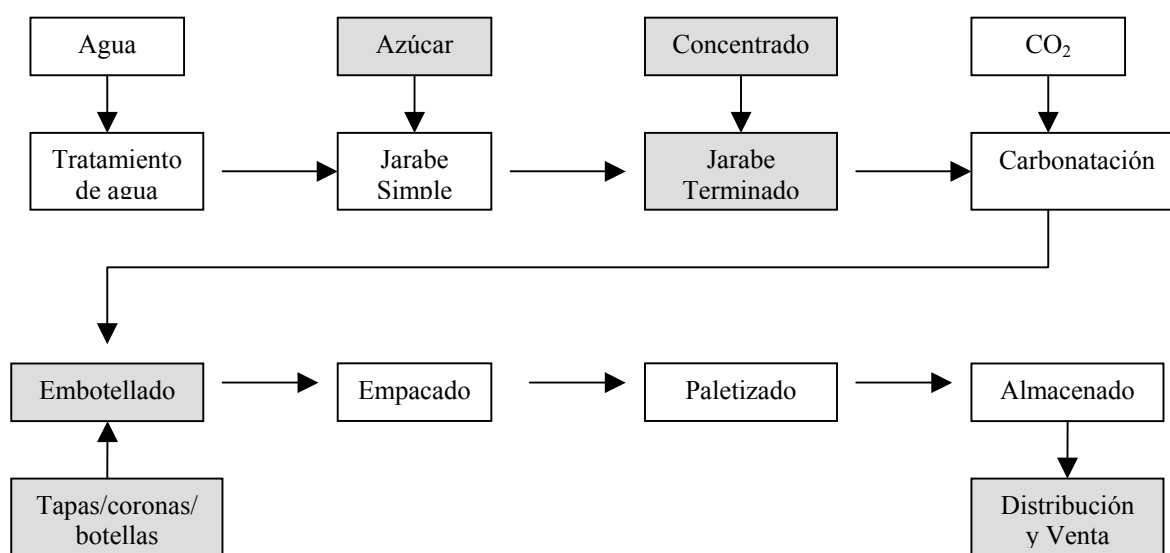 Agua
Azúcar
Concentrado
CO₂
Tratamiento
de agua
Jarabe
Simple
Jarabe
Terminado
Carbonatación
Embotellado
Empacado
Paletizado
Almacenado
Tapas/coronas/
botellas
Distribución
y Venta